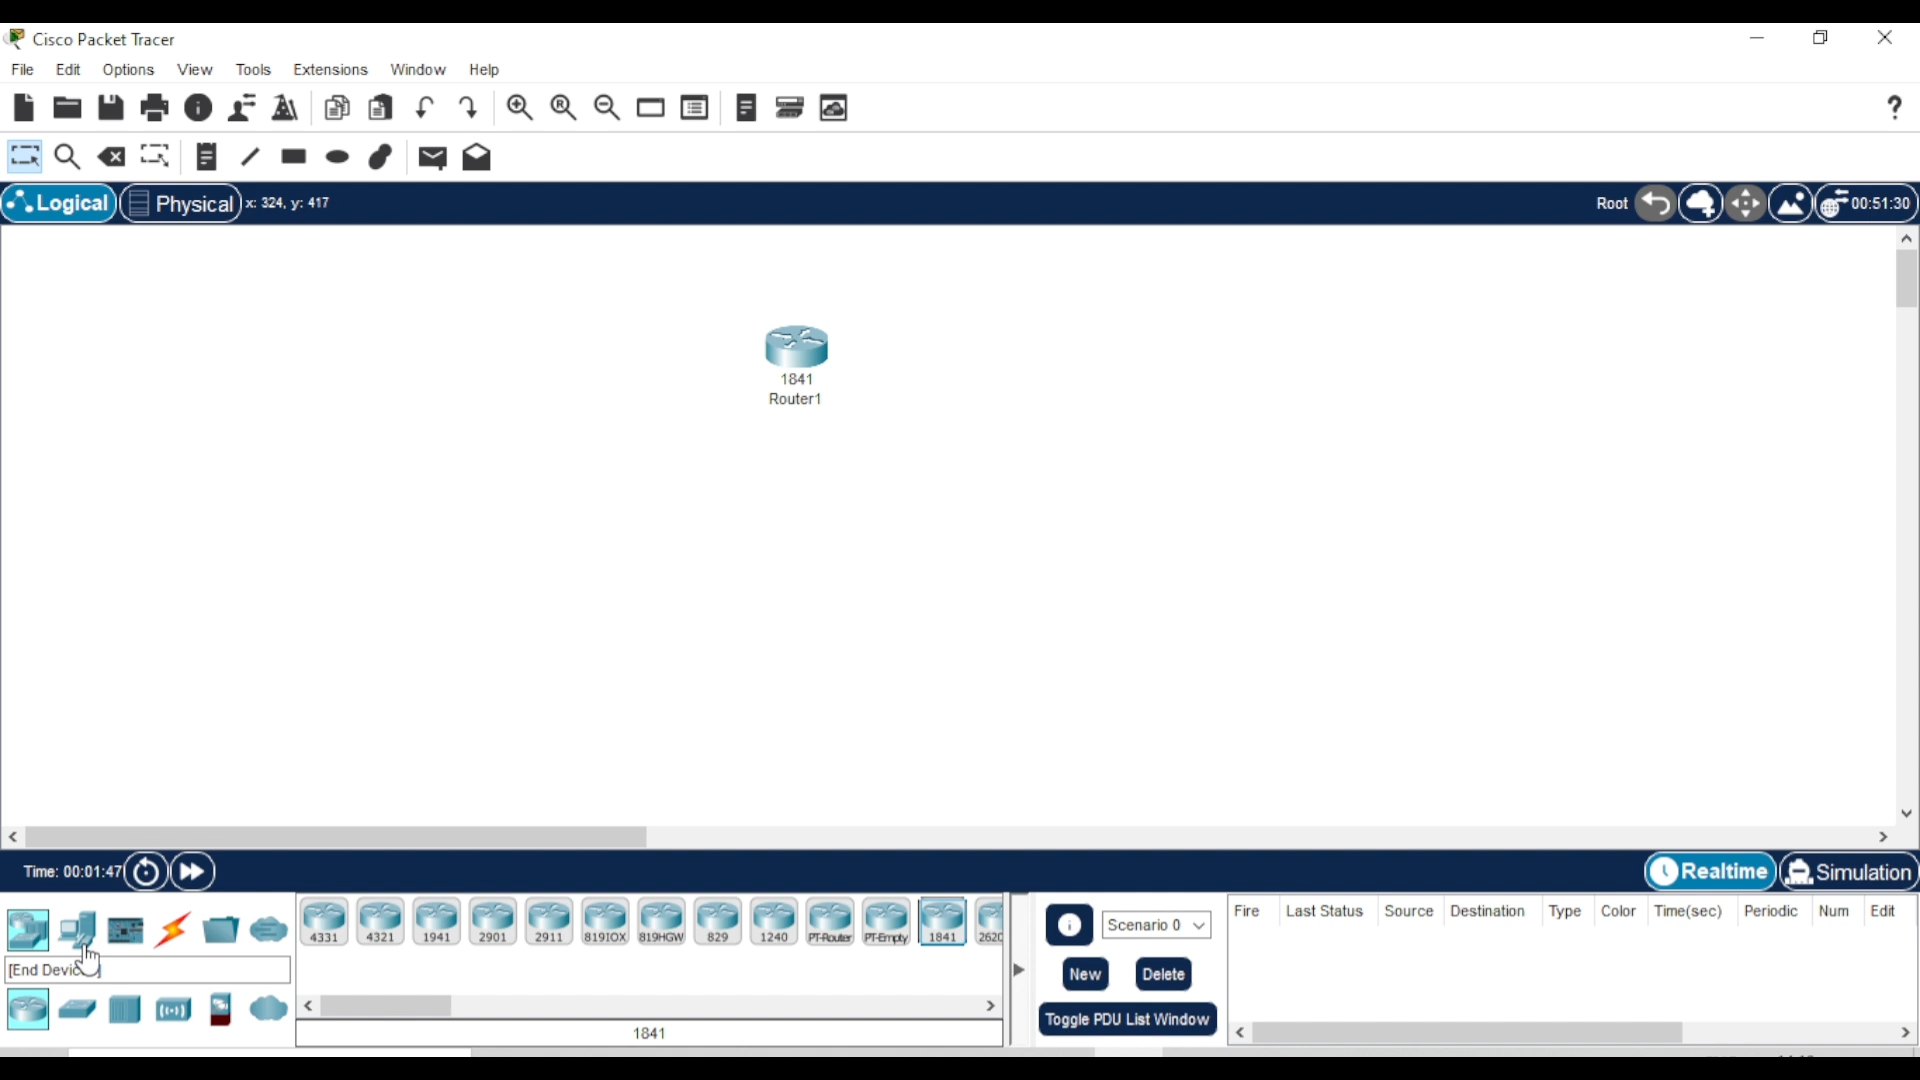 Cisco Packet Tracer
File Edit Options View Tools Extensions Window Help
Logical Physical x: 324, y: 417 Root 00:51:30
1841
Router1
Time: 00:01:47 Realtime Simulation
4331 4321 1941 2901 2911 819IOX 819HGW 829 1240 PT-Router PT-Empty 1841
Scenario 0
Fire Last Status Source Destination Type Color Time(sec) Periodic Num Edit
[End
New Delete
Toggle PDU List Window
1841